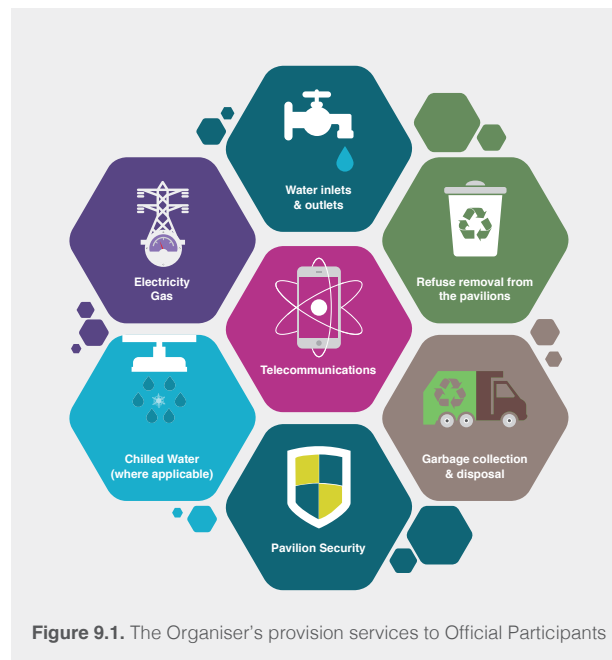 Water inlets
& outlets
Electricity
Gas
Refuse removal from
the pavilions
Telecommunications
Chilled Water
(where applicable)
Garbage collection
& disposal
Pavilion Security
Figure 9.1. The Organiser's provision services to Official Participants